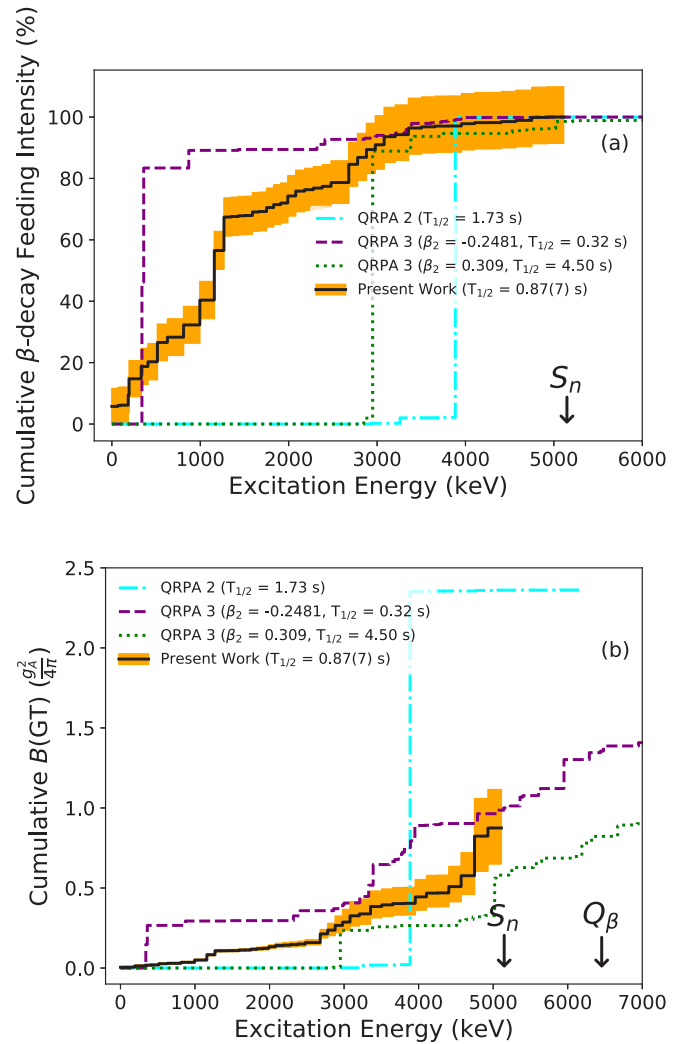 100
80
60
40
20
0
Cumulative β-decay Feeding Intensity (%)
(a)
QRPA 2 (T1/2 = 1.73 s)
QRPA 3 (β2 = -0.2481, T1/2 = 0.32 s)
QRPA 3 (β2 = 0.309, T1/2 = 4.50 s)
Present Work (T1/2 = 0.87(7) s)
Sn
0 1000 2000 3000 4000 5000 6000
Excitation Energy (keV)
2.5
2.0
1.5
1.0
0.5
0.0
Cumulative B(GT) (g_A^2/4π)
QRPA 2 (T1/2 = 1.73 s)
QRPA 3 (β2 = -0.2481, T1/2 = 0.32 s)
QRPA 3 (β2 = 0.309, T1/2 = 4.50 s)
Present Work (T1/2 = 0.87(7) s)
(b)
Sn
Qβ
0 1000 2000 3000 4000 5000 6000 7000
Excitation Energy (keV)